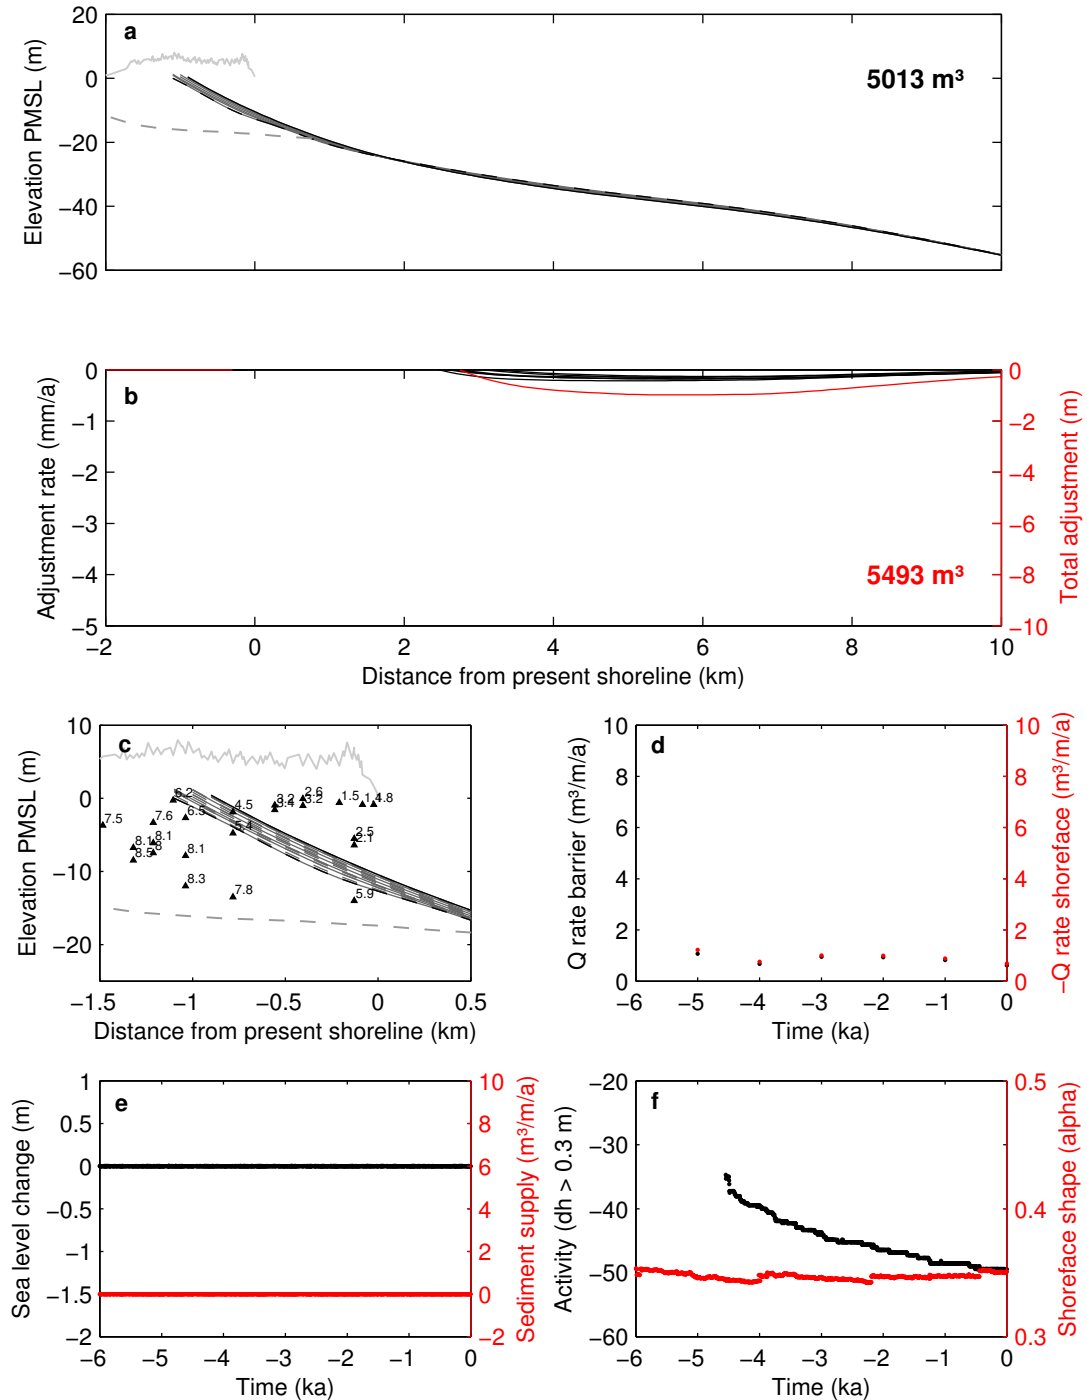 20
0
−20
−40
−60
Elevation PMSL (m)
a
5013 m³
0
−1
−2
−3
−4
−5
Adjustment rate (mm/a)
b
5493 m³
0
−2
−4
−6
−8
−10
Total adjustment (m)
−2 0 2 4 6 8 10
Distance from present shoreline (km)
10
0
−10
−20
Elevation PMSL (m)
c
7.5
8.1
8.5
7.6
8.1
8
6.2
6.5
8.1
8.3
4.5
5.4
7.8
3.2
3.4
2.6
3.2
1.5
1.4
1.8
2.5
2.1
5.9
−1.5 −1 −0.5 0 0.5
Distance from present shoreline (km)
10
8
6
4
2
0
Q rate barrier (m³/m/a)
d
10
8
6
4
2
0
−Q rate shoreface (m³/m/a)
−6 −5 −4 −3 −2 −1 0
Time (ka)
1
0.5
0
−0.5
−1
−1.5
−2
Sea level change (m)
e
10
8
6
4
2
0
−2
Sediment supply (m³/m/a)
−6 −5 −4 −3 −2 −1 0
Time (ka)
−20
−30
−40
−50
−60
Activity (dh > 0.3 m)
f
0.5
0.4
0.3
Shoreface shape (alpha)
−6 −5 −4 −3 −2 −1 0
Time (ka)